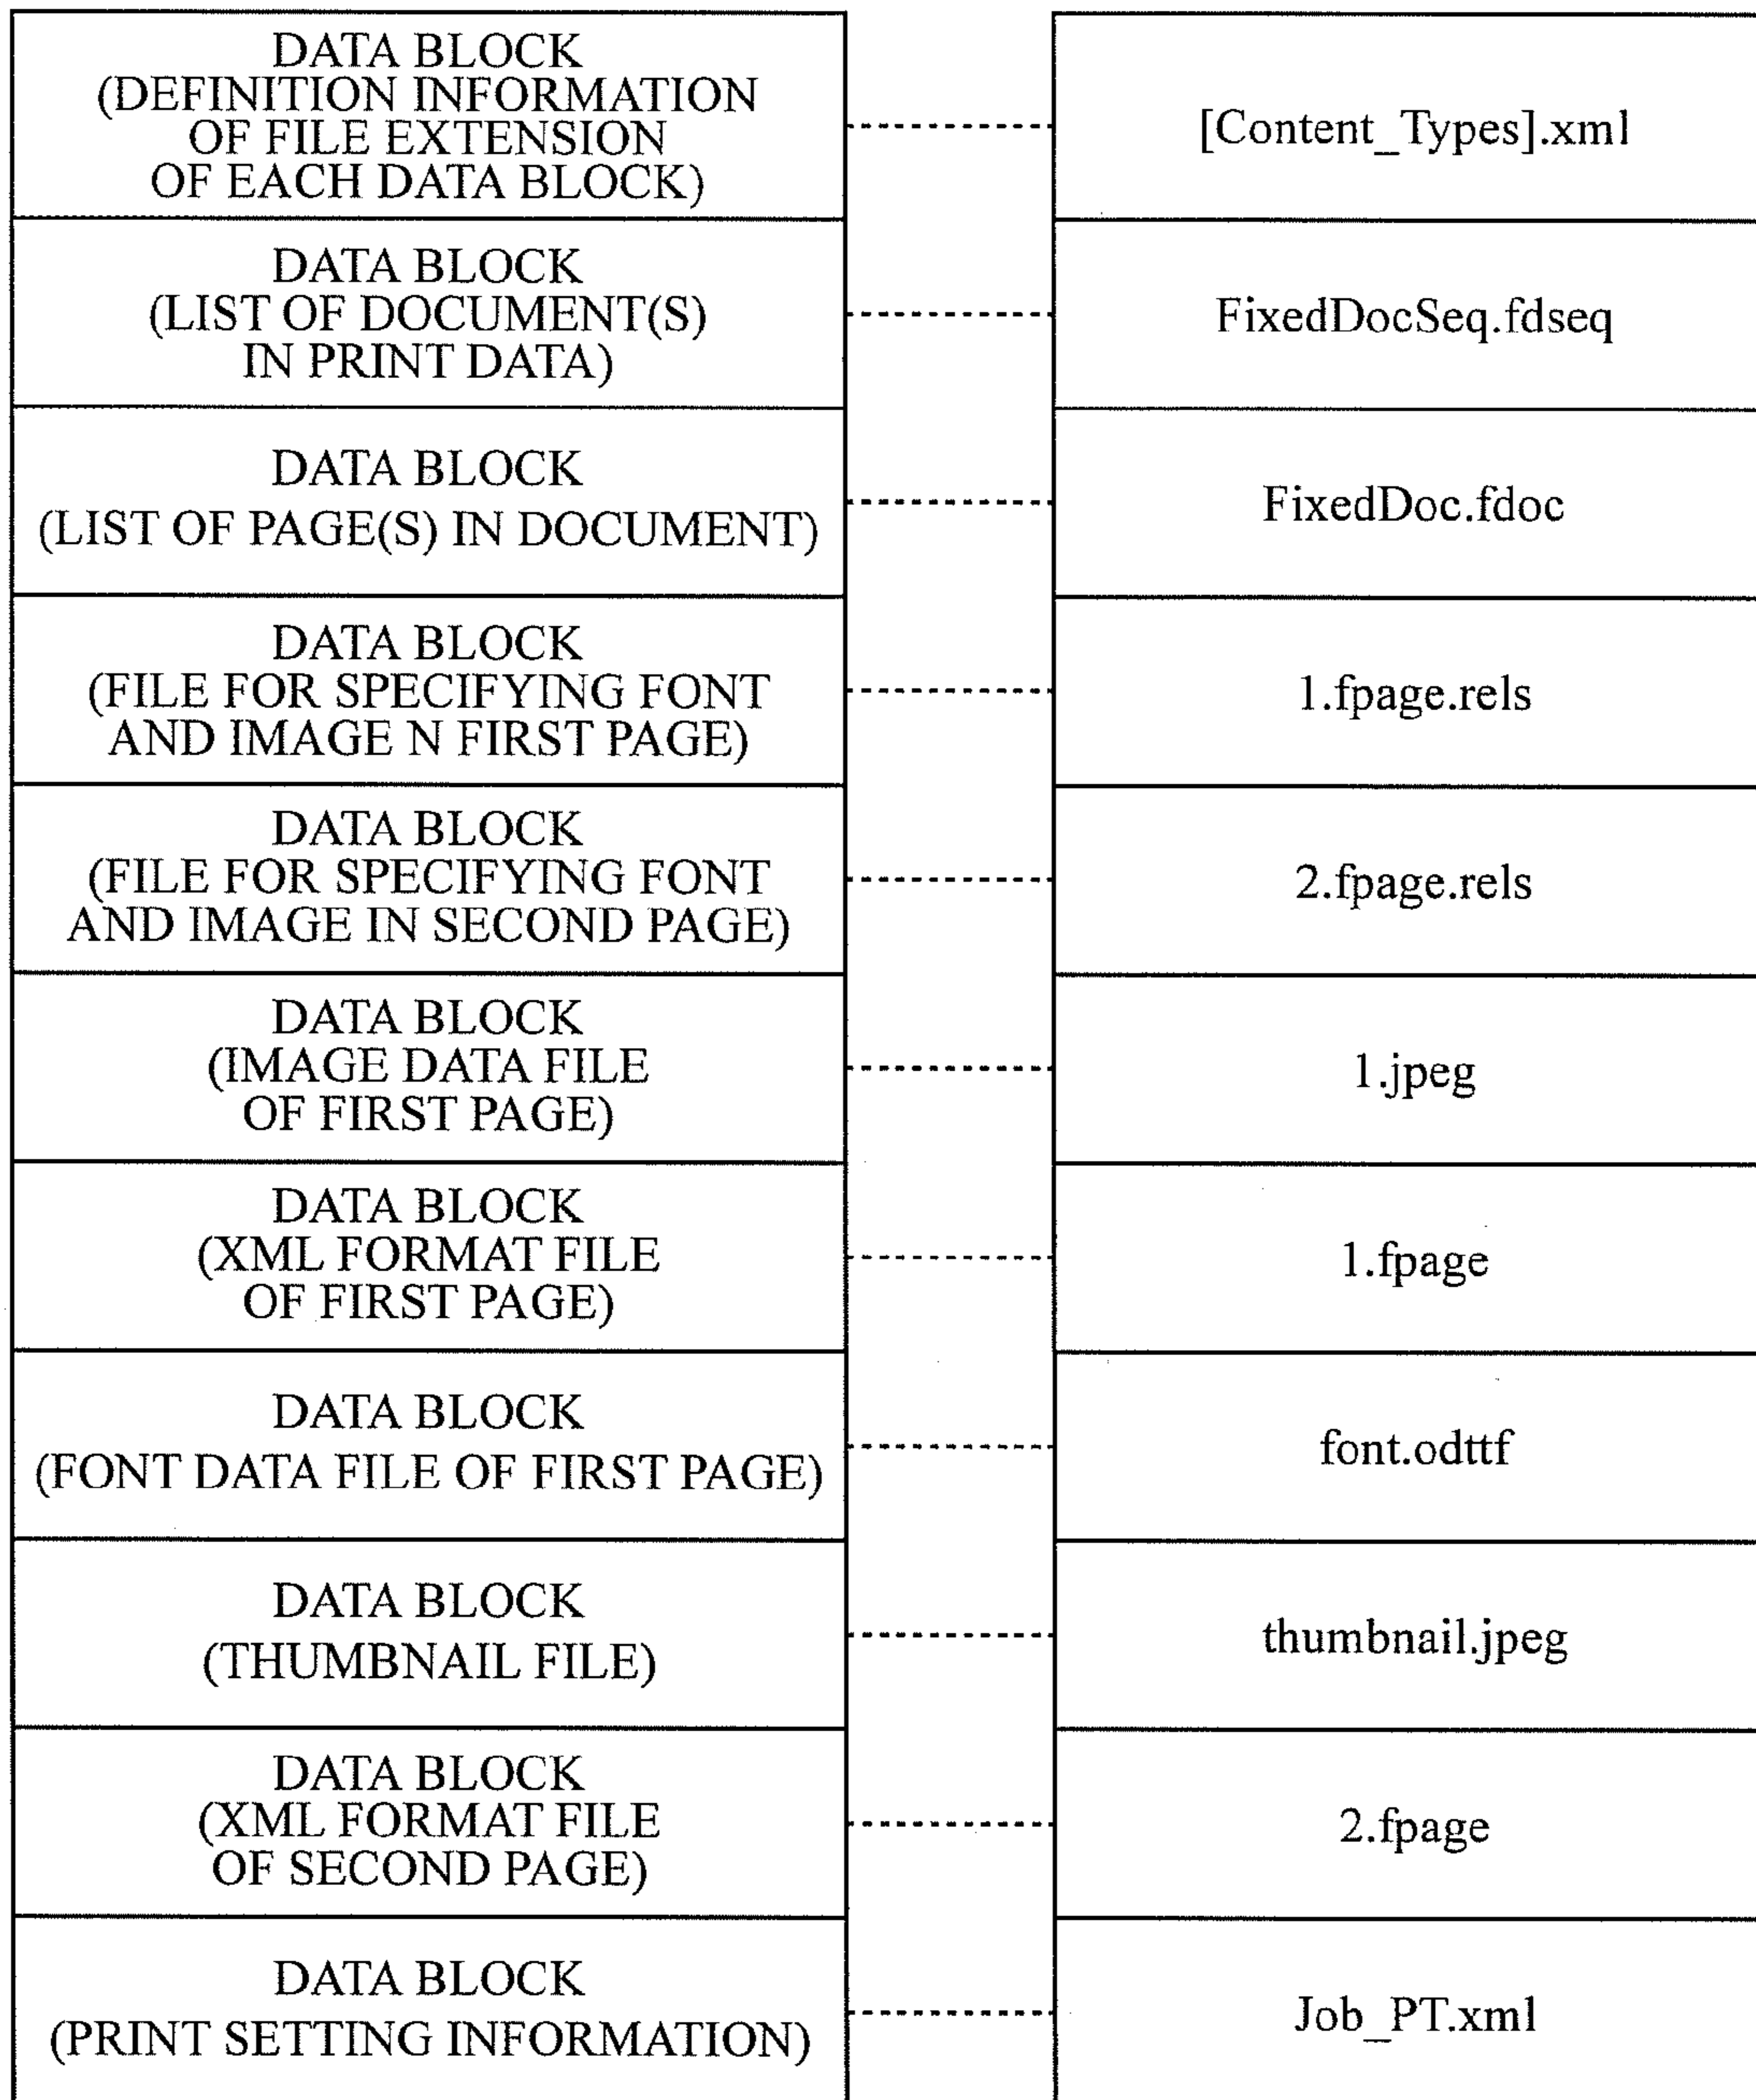 DATA BLOCK
(DEFINITION INFORMATION
OF FILE EXTENSION
OF EACH DATA BLOCK)
[Content_Types].xml
DATA BLOCK
(LIST OF DOCUMENT(S)
IN PRINT DATA)
FixedDocSeq.fdseq
DATA BLOCK
(LIST OF PAGE(S) IN DOCUMENT)
FixedDoc.fdoc
DATA BLOCK
(FILE FOR SPECIFYING FONT
AND IMAGE N FIRST PAGE)
1.fpage.rels
DATA BLOCK
(FILE FOR SPECIFYING FONT
AND IMAGE IN SECOND PAGE)
2.fpage.rels
DATA BLOCK
(IMAGE DATA FILE
OF FIRST PAGE)
1.jpeg
DATA BLOCK
(XML FORMAT FILE
OF FIRST PAGE)
1.fpage
DATA BLOCK
(FONT DATA FILE OF FIRST PAGE)
font.odttf
DATA BLOCK
(THUMBNAIL FILE)
thumbnail.jpeg
DATA BLOCK
(XML FORMAT FILE
OF SECOND PAGE)
2.fpage
DATA BLOCK
(PRINT SETTING INFORMATION)
Job_PT.xml